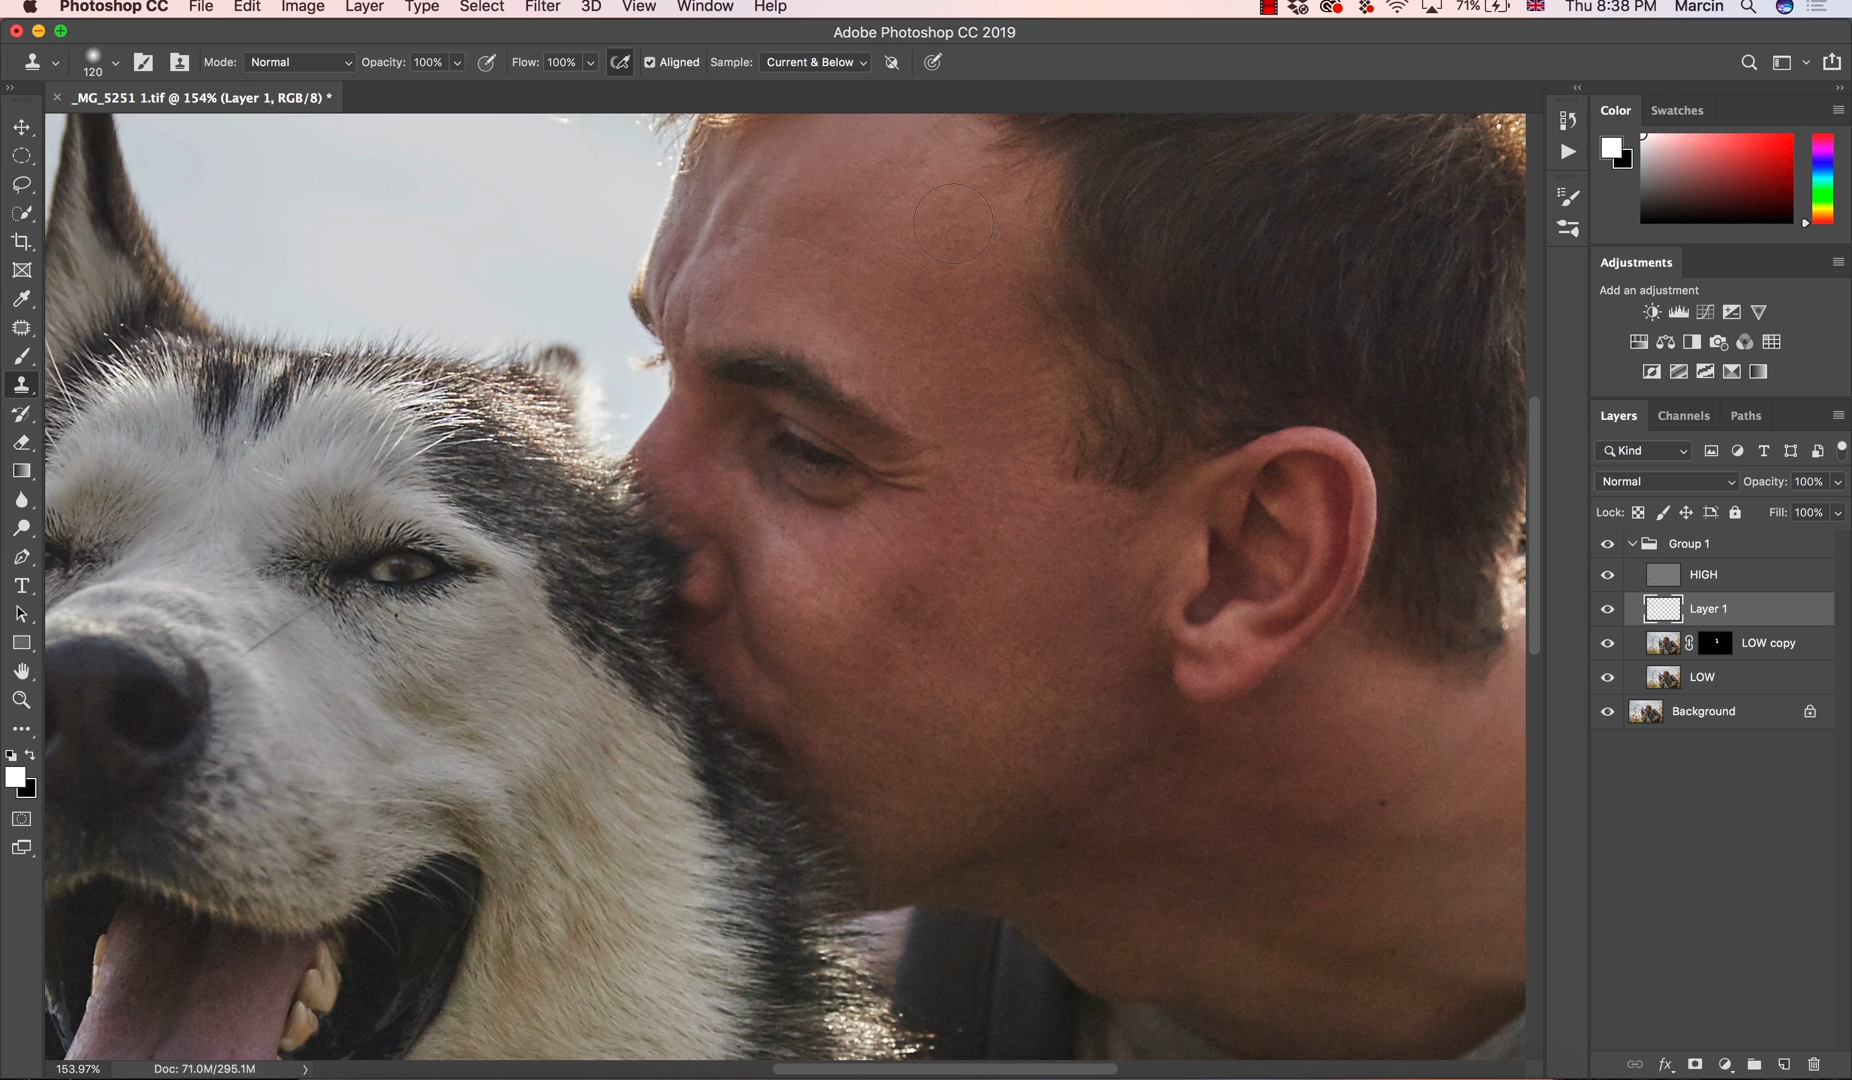 Photoshop CC File Edit Image Layer Type Select Filter 3D View Window Help 71% Thu 8:38 PM Marcin
Adobe Photoshop CC 2019
120 Mode: Normal Opacity: 100% Flow: 100% Aligned Sample: Current & Below
_MG_5251 1.tif @ 154% (Layer 1, RGB/8) *
Color Swatches
Adjustments
Add an adjustment
Layers Channels Paths
Kind
Normal Opacity: 100%
Lock: Fill: 100%
Group 1
HIGH
Layer 1
LOW copy
LOW
Background
153.97% Doc: 71.0M/295.1M